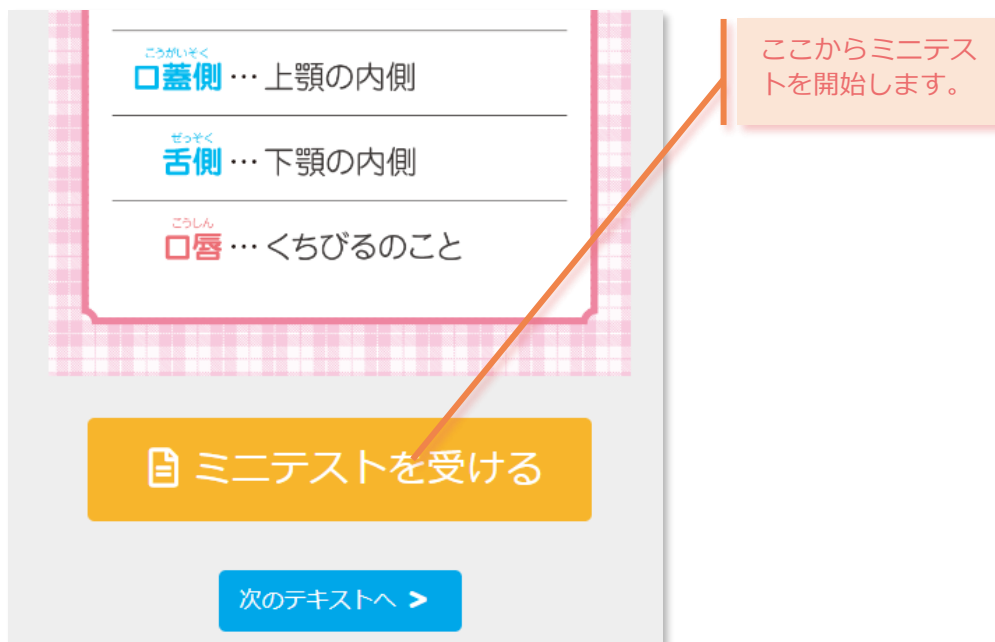 こうがいそく
口蓋側 … 上顎の内側
ぜっそく
舌側 … 下顎の内側
こうしん
口唇 … くちびるのこと
ミニテストを受ける
次のテキストへ >
ここからミニテス
トを開始します。